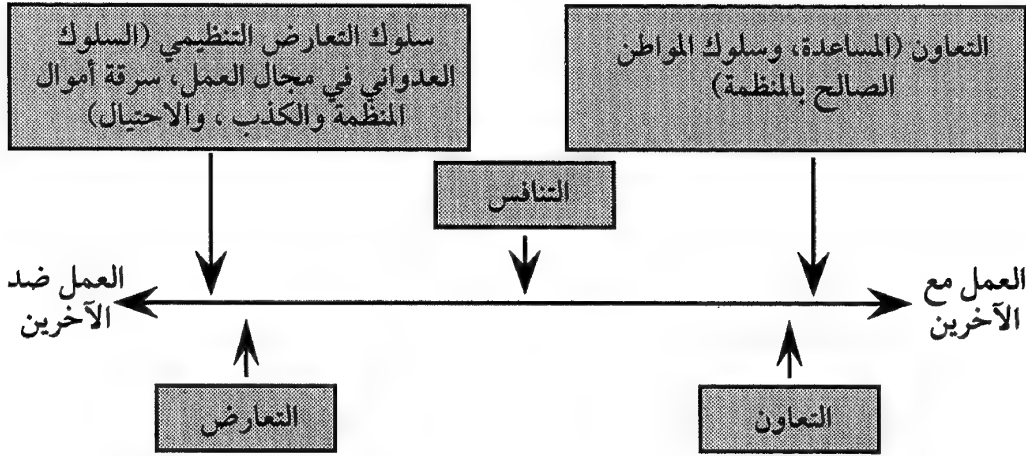 التعاون (المساعدة، وسلوك المواطن
الصالح بالمنظمة)
سلوك التعارض التنظيمي (السلوك
العدواني في مجال العمل، سرقة أموال
المنظمة والكذب ، والاحتيال)
التنافس
العمل مع
الآخرين
العمل ضد
الآخرين
التعاون
التعارض